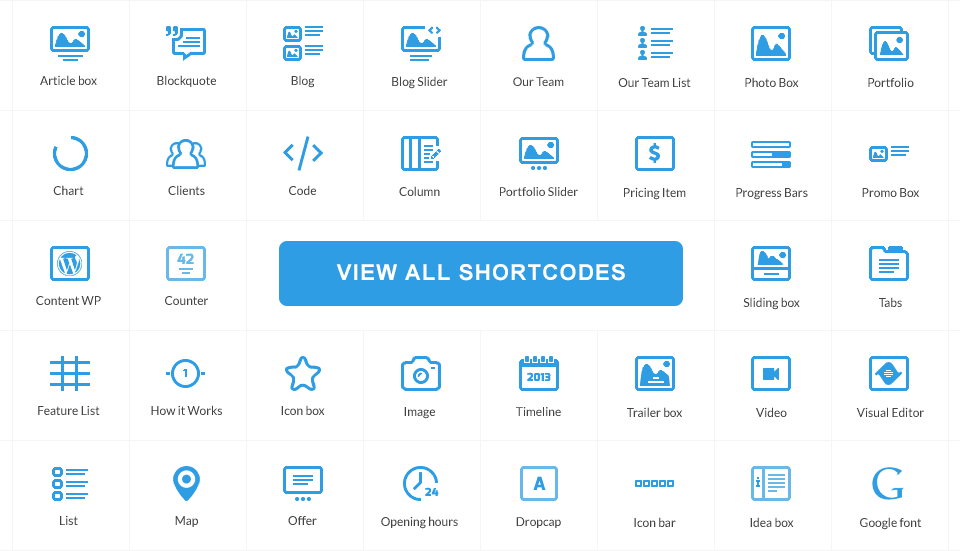 Article box
Blockquote
Blog
Blog Slider
Our Team
Our Team List
Photo Box
Portfolio
Chart
Clients
Code
Column
$
Portfolio Slider
Pricing Item
Progress Bars
Promo Box
W
Content WP
42
Counter
VIEW ALL SHORTCODES
Sliding box
Tabs
Feature List
1
How it Works
Icon box
Image
2013
Timeline
Trailer box
Video
Visual Editor
List
Map
Offer
24
Opening hours
A
Dropcap
Icon bar
i
Idea box
G
Google font